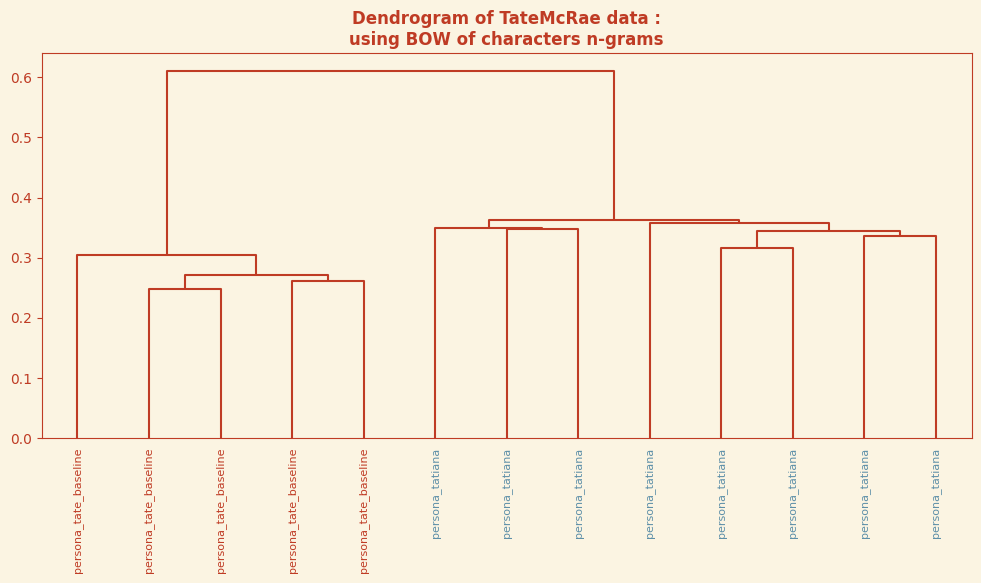 Dendrogram of TateMcRae data :
using BOW of characters n-grams
0.6
0.5
0.4
0.3
0.2
0.1
0.0
persona_tate_baseline
persona_tate_baseline
persona_tate_baseline
persona_tate_baseline
persona_tate_baseline
persona_tatiana
persona_tatiana
persona_tatiana
persona_tatiana
persona_tatiana
persona_tatiana
persona_tatiana
persona_tatiana